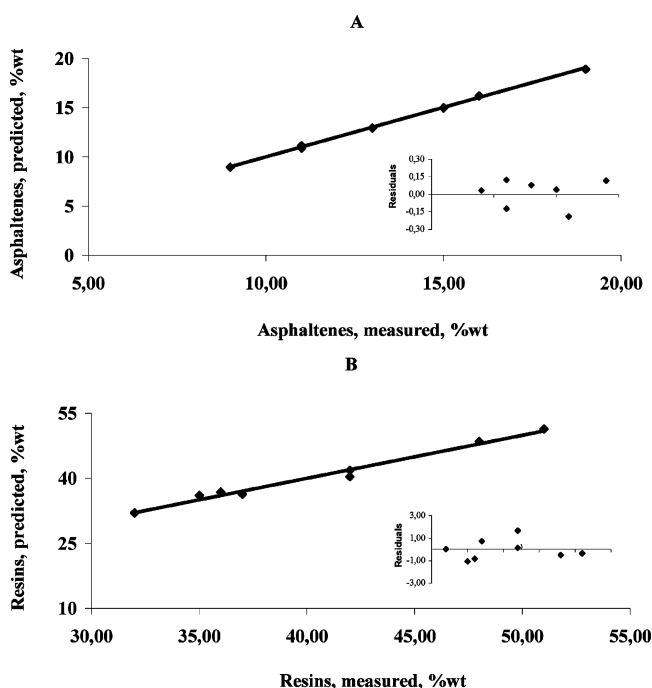 A
Asphaltenes, predicted, %wt
20
15
10
5
0
5,00 10,00 15,00 20,00
Asphaltenes, measured, %wt
Residuals
0,30
0,15
0,00
-0,15
-0,30
B
Resins, predicted, %wt
55
40
25
10
30,00 35,00 40,00 45,00 50,00 55,00
Resins, measured, %wt
Residuals
3,00
1,00
-1,00
-3,00